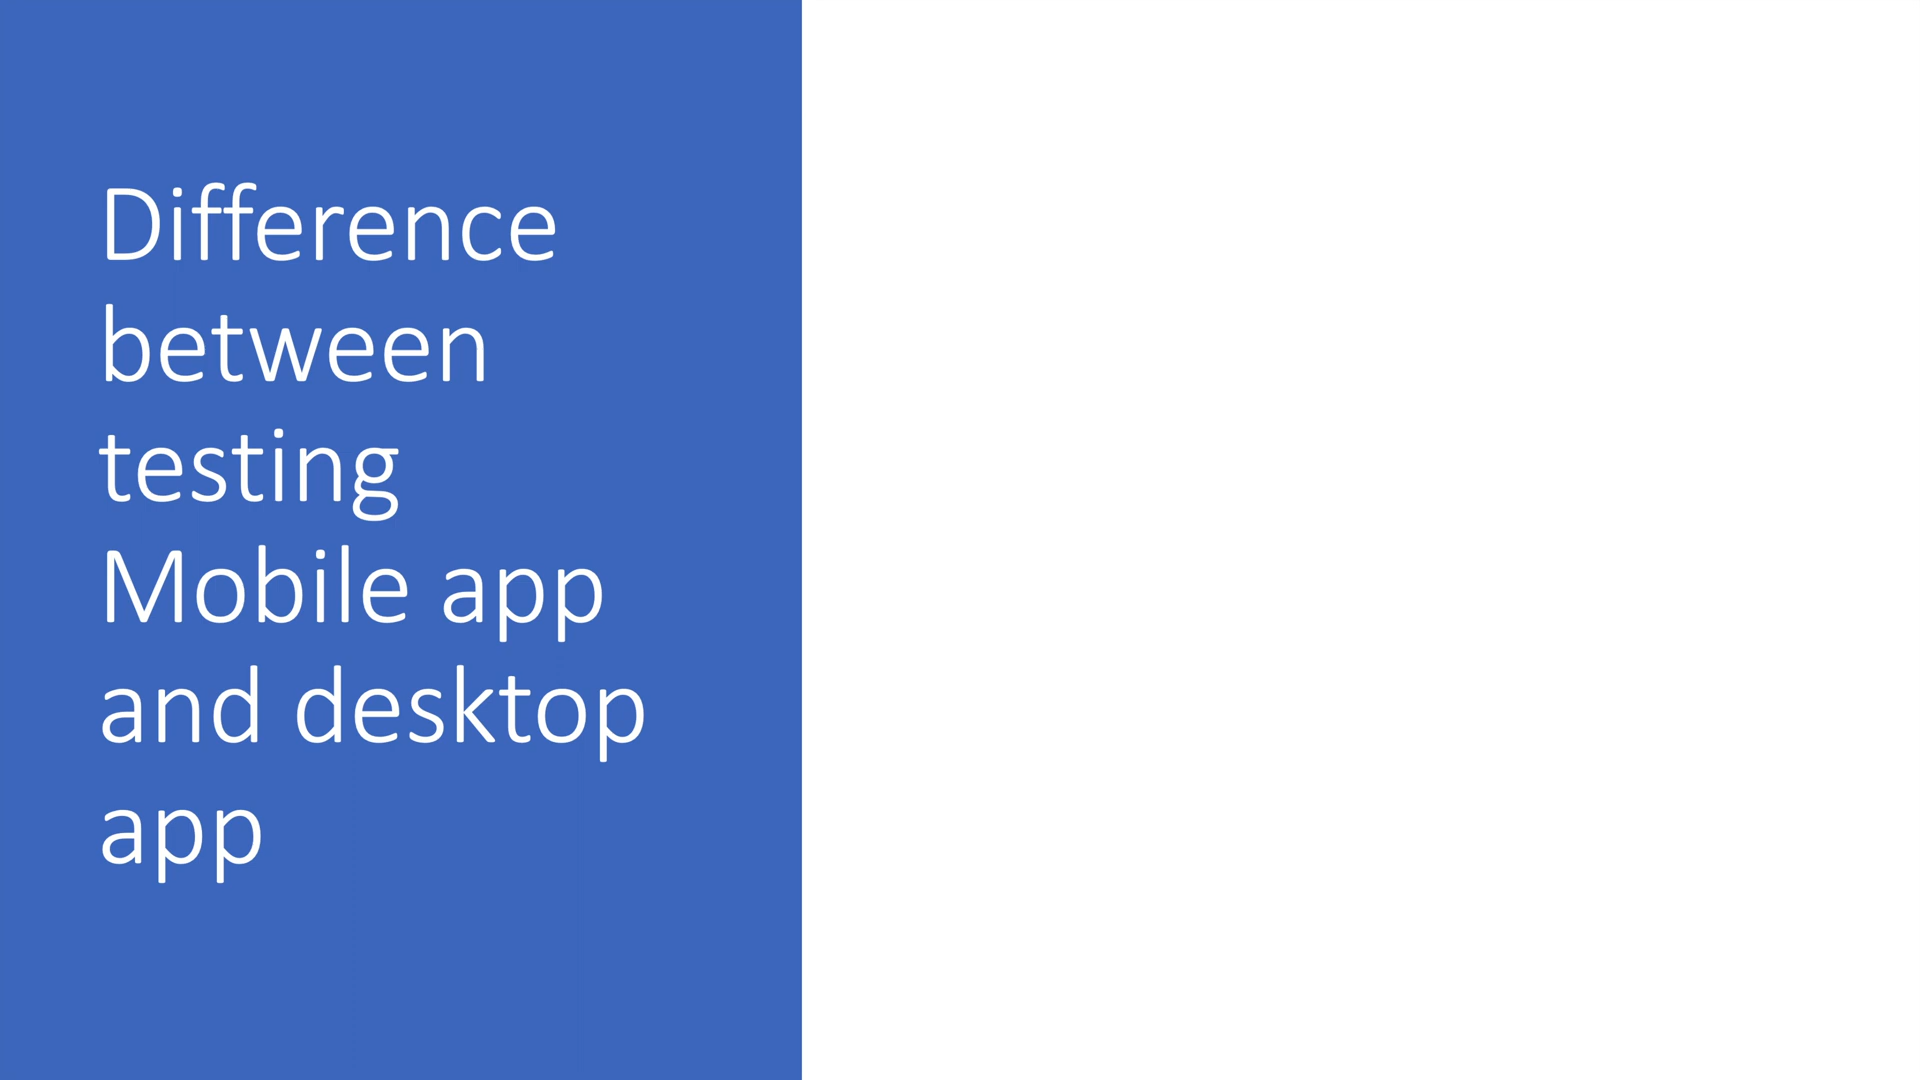 Difference
between
testing
Mobile app
and desktop
app